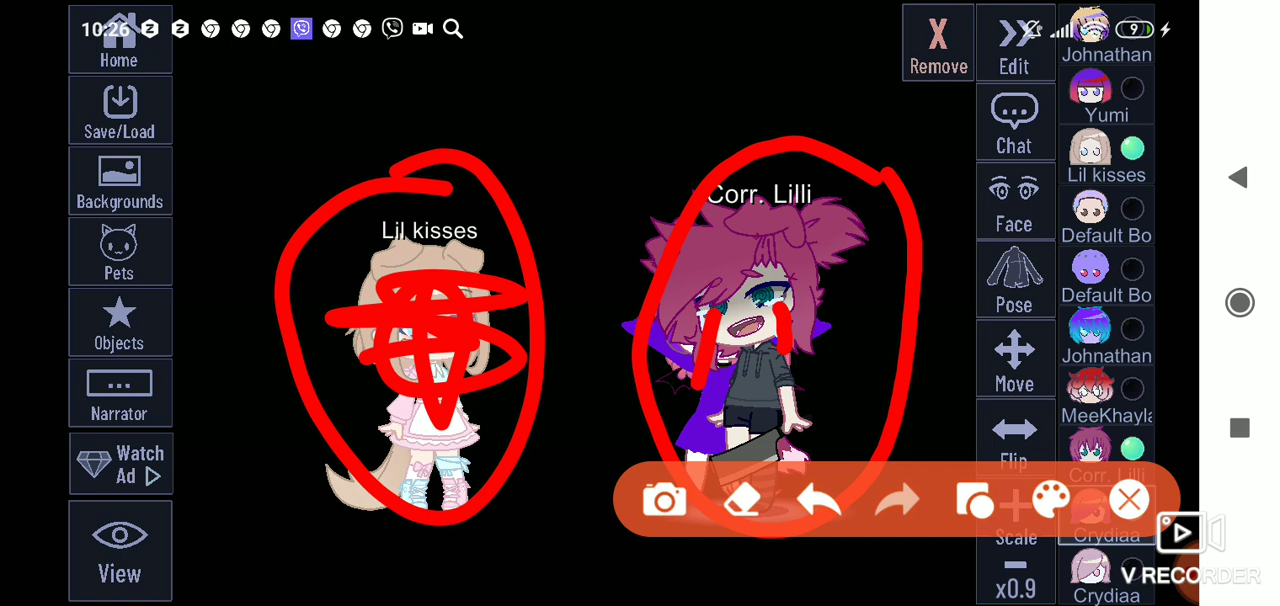 10:26
9
Home
Save/Load
Backgrounds
Pets
Objects
Narrator
Watch
Ad
View
Lil kisses
Corr. Lilli
X
Remove
Edit
Chat
Face
Pose
Move
Flip
Scale
x0.9
Johnathan
Yumi
Lil kisses
Default Bo
Default Bo
Johnathan
MeeKhayla
Corr. Lilli
Crydiaa
Crydiaa
V RECORDER